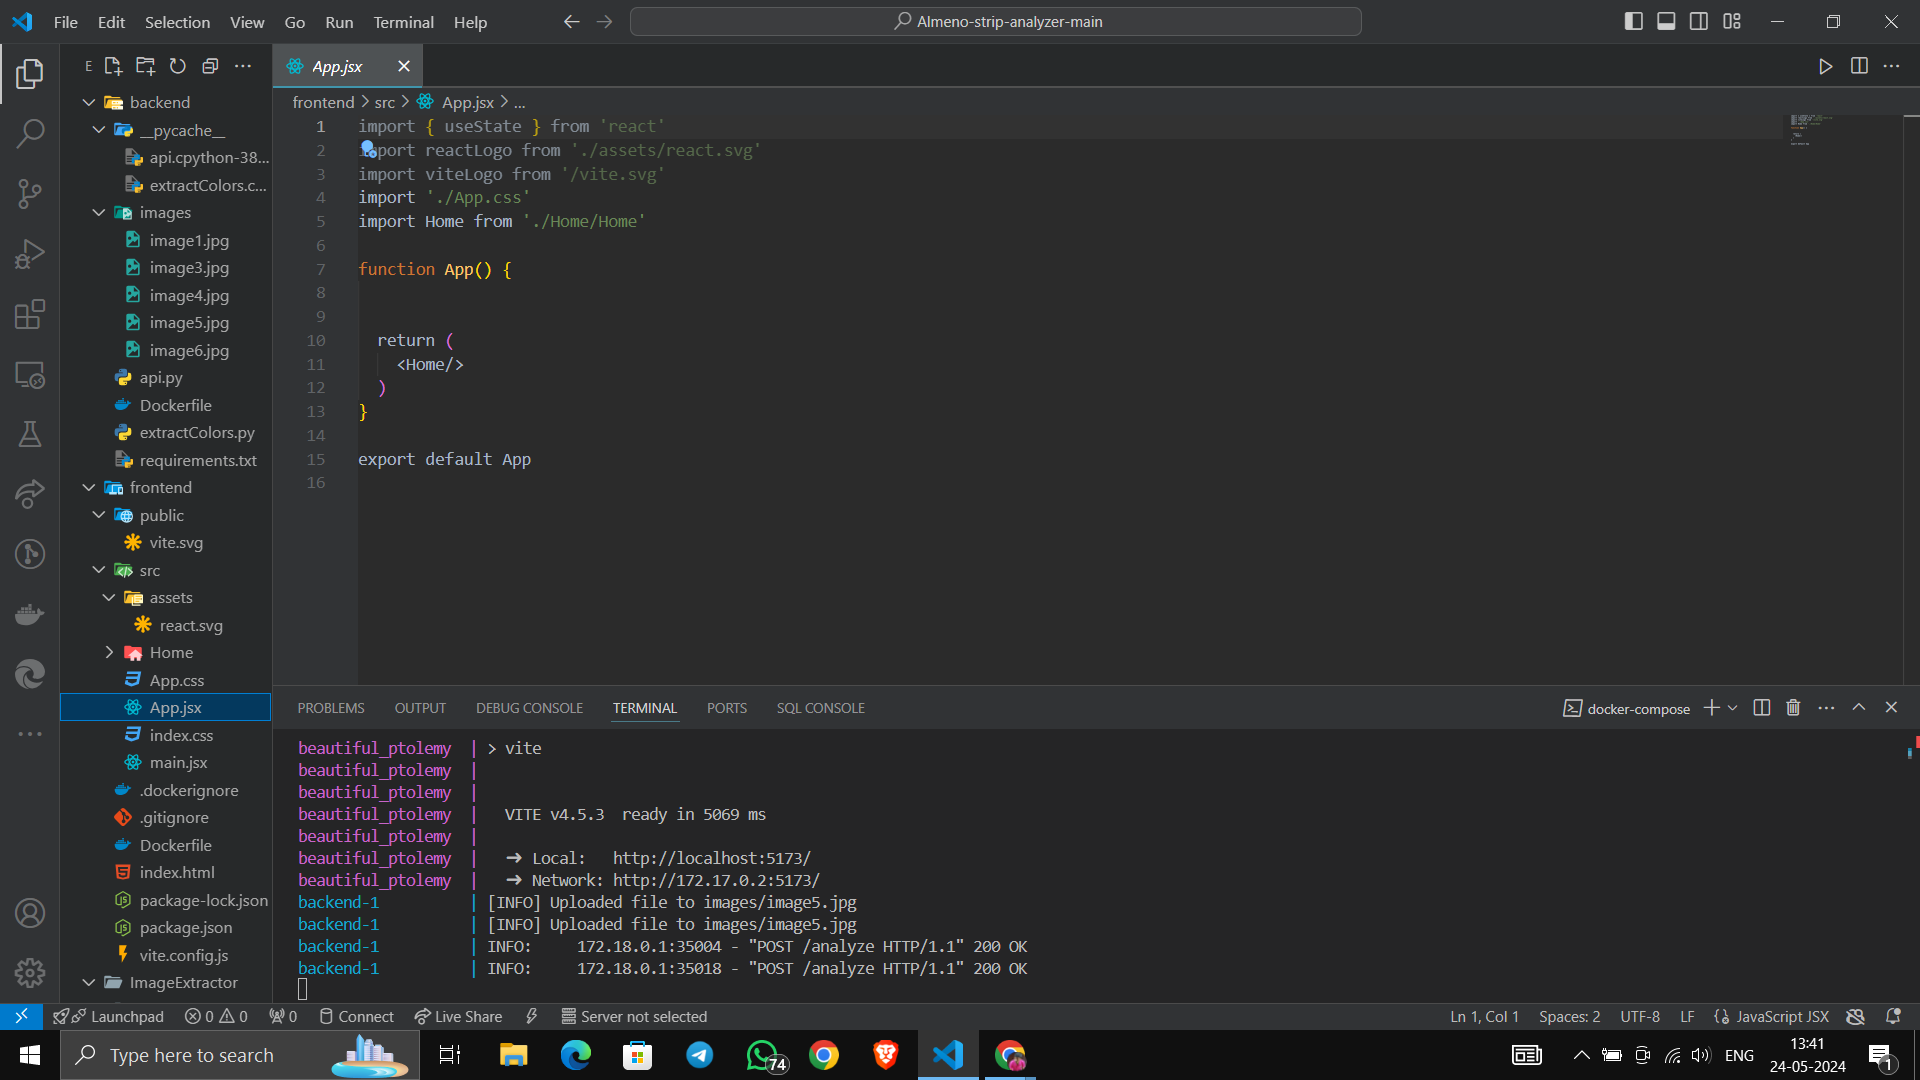 File Edit Selection View Go Run Terminal Help
Almeno-strip-analyzer-main
E
App.jsx
backend
__pycache__
api.cpython-38...
extractColors.c...
images
image1.jpg
image3.jpg
image4.jpg
image5.jpg
image6.jpg
api.py
Dockerfile
extractColors.py
requirements.txt
frontend
public
vite.svg
src
assets
react.svg
Home
App.css
App.jsx
index.css
main.jsx
.dockerignore
.gitignore
Dockerfile
index.html
package-lock.json
package.json
vite.config.js
ImageExtractor
frontend > src > App.jsx > ...
1 import { useState } from 'react'
2 import reactLogo from './assets/react.svg'
3 import viteLogo from '/vite.svg'
4 import './App.css'
5 import Home from './Home/Home'
6
7 function App() {
8
9
10 return (
11 <Home/>
12 )
13 }
14
15 export default App
16
PROBLEMS OUTPUT DEBUG CONSOLE TERMINAL PORTS SQL CONSOLE
docker-compose
beautiful_ptolemy | > vite
beautiful_ptolemy |
beautiful_ptolemy |
beautiful_ptolemy | VITE v4.5.3 ready in 5069 ms
beautiful_ptolemy |
beautiful_ptolemy | ➜ Local: http://localhost:5173/
beautiful_ptolemy | ➜ Network: http://172.17.0.2:5173/
backend-1 | [INFO] Uploaded file to images/image5.jpg
backend-1 | [INFO] Uploaded file to images/image5.jpg
backend-1 | INFO: 172.18.0.1:35004 - "POST /analyze HTTP/1.1" 200 OK
backend-1 | INFO: 172.18.0.1:35018 - "POST /analyze HTTP/1.1" 200 OK
Launchpad 0 0 0 Connect Live Share Server not selected
Ln 1, Col 1 Spaces: 2 UTF-8 LF JavaScript JSX
Type here to search
74
ENG
13:41
24-05-2024
1